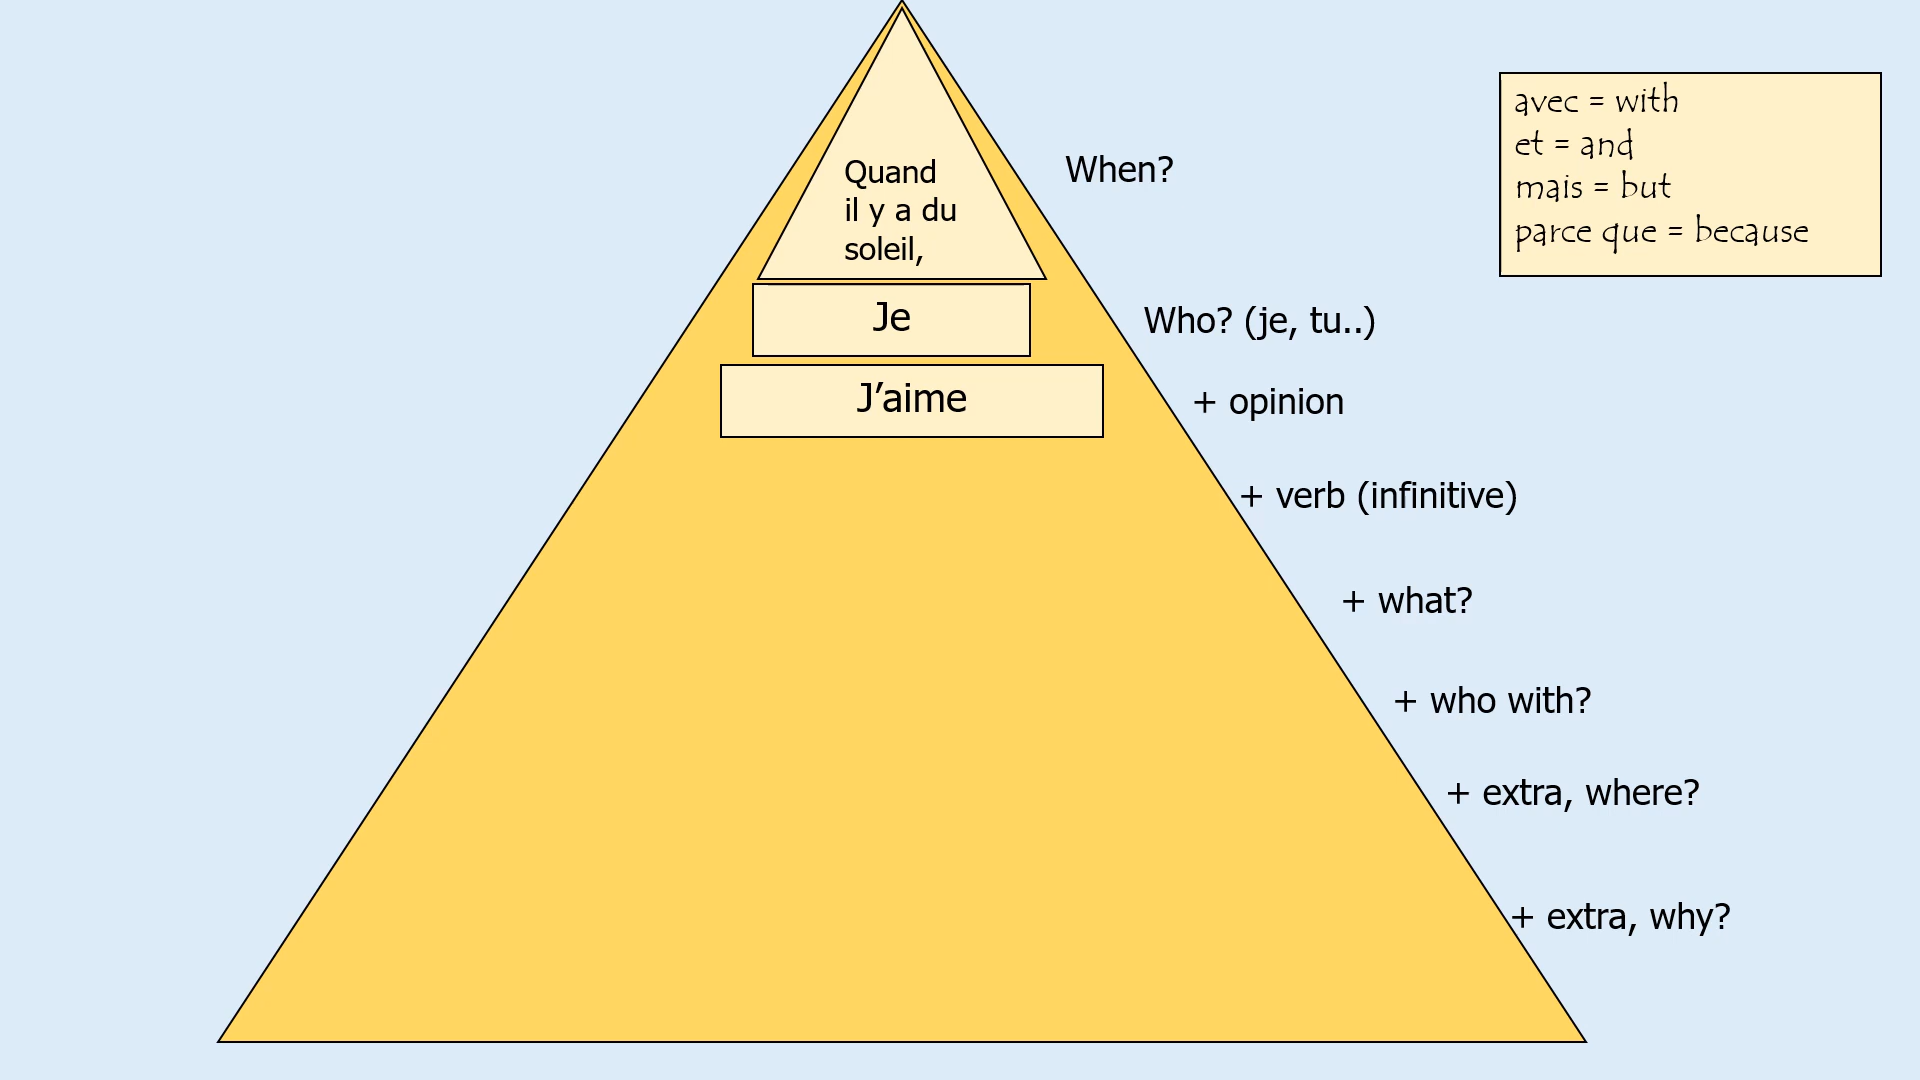 Quand
il y a du
soleil,
When?
avec = with
et = and
mais = but
parce que = because
Je
Who? (je, tu..)
J’aime
+ opinion
+ verb (infinitive)
+ what?
+ who with?
+ extra, where?
+ extra, why?